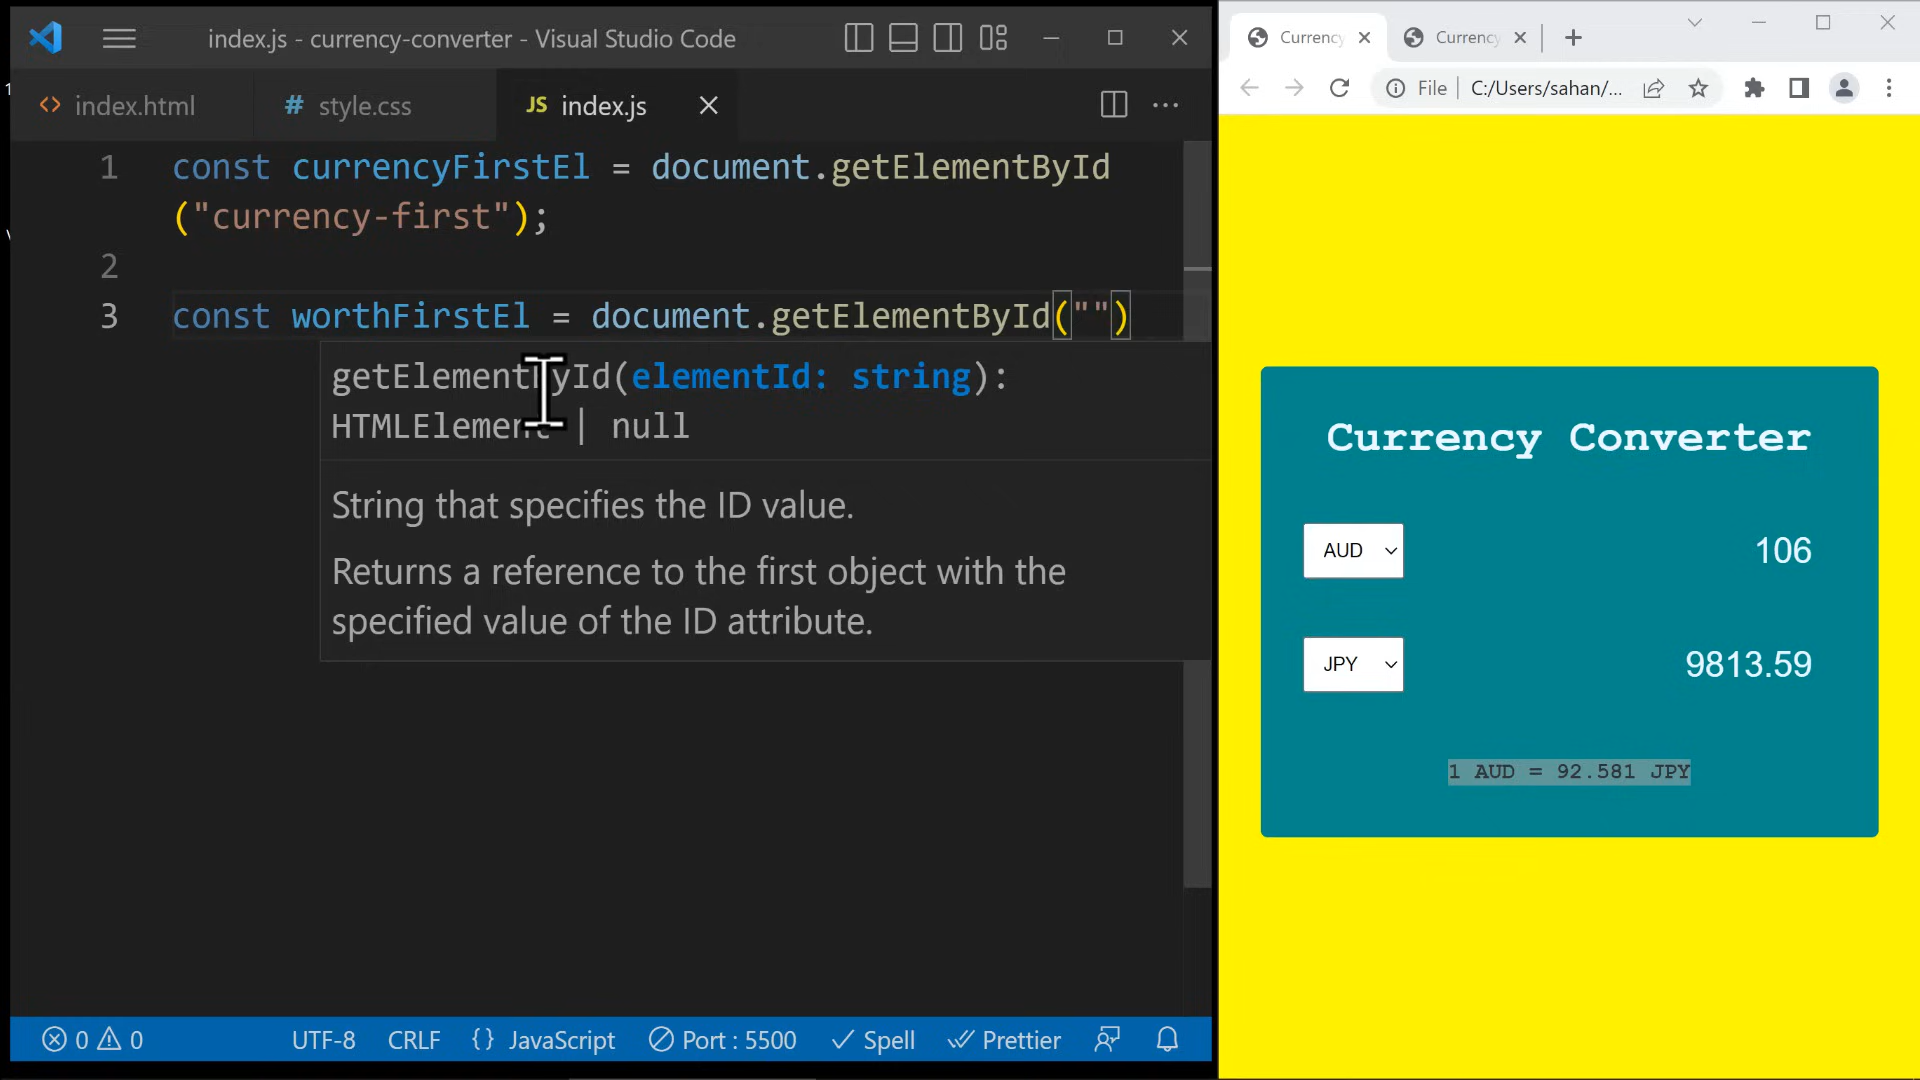 index.js - currency-converter - Visual Studio Code
<> index.html
# style.css
JS index.js
1 const currencyFirstEl = document.getElementById
("currency-first");
2
3 const worthFirstEl = document.getElementById("")
getElementById(elementId: string):
HTMLElement | null
String that specifies the ID value.
Returns a reference to the first object with the
specified value of the ID attribute.
0 0
UTF-8
CRLF
{} JavaScript
Port : 5500
Spell
Prettier
Currency
Currency
File | C:/Users/sahan/...
Currency Converter
AUD 106
JPY 9813.59
1 AUD = 92.581 JPY